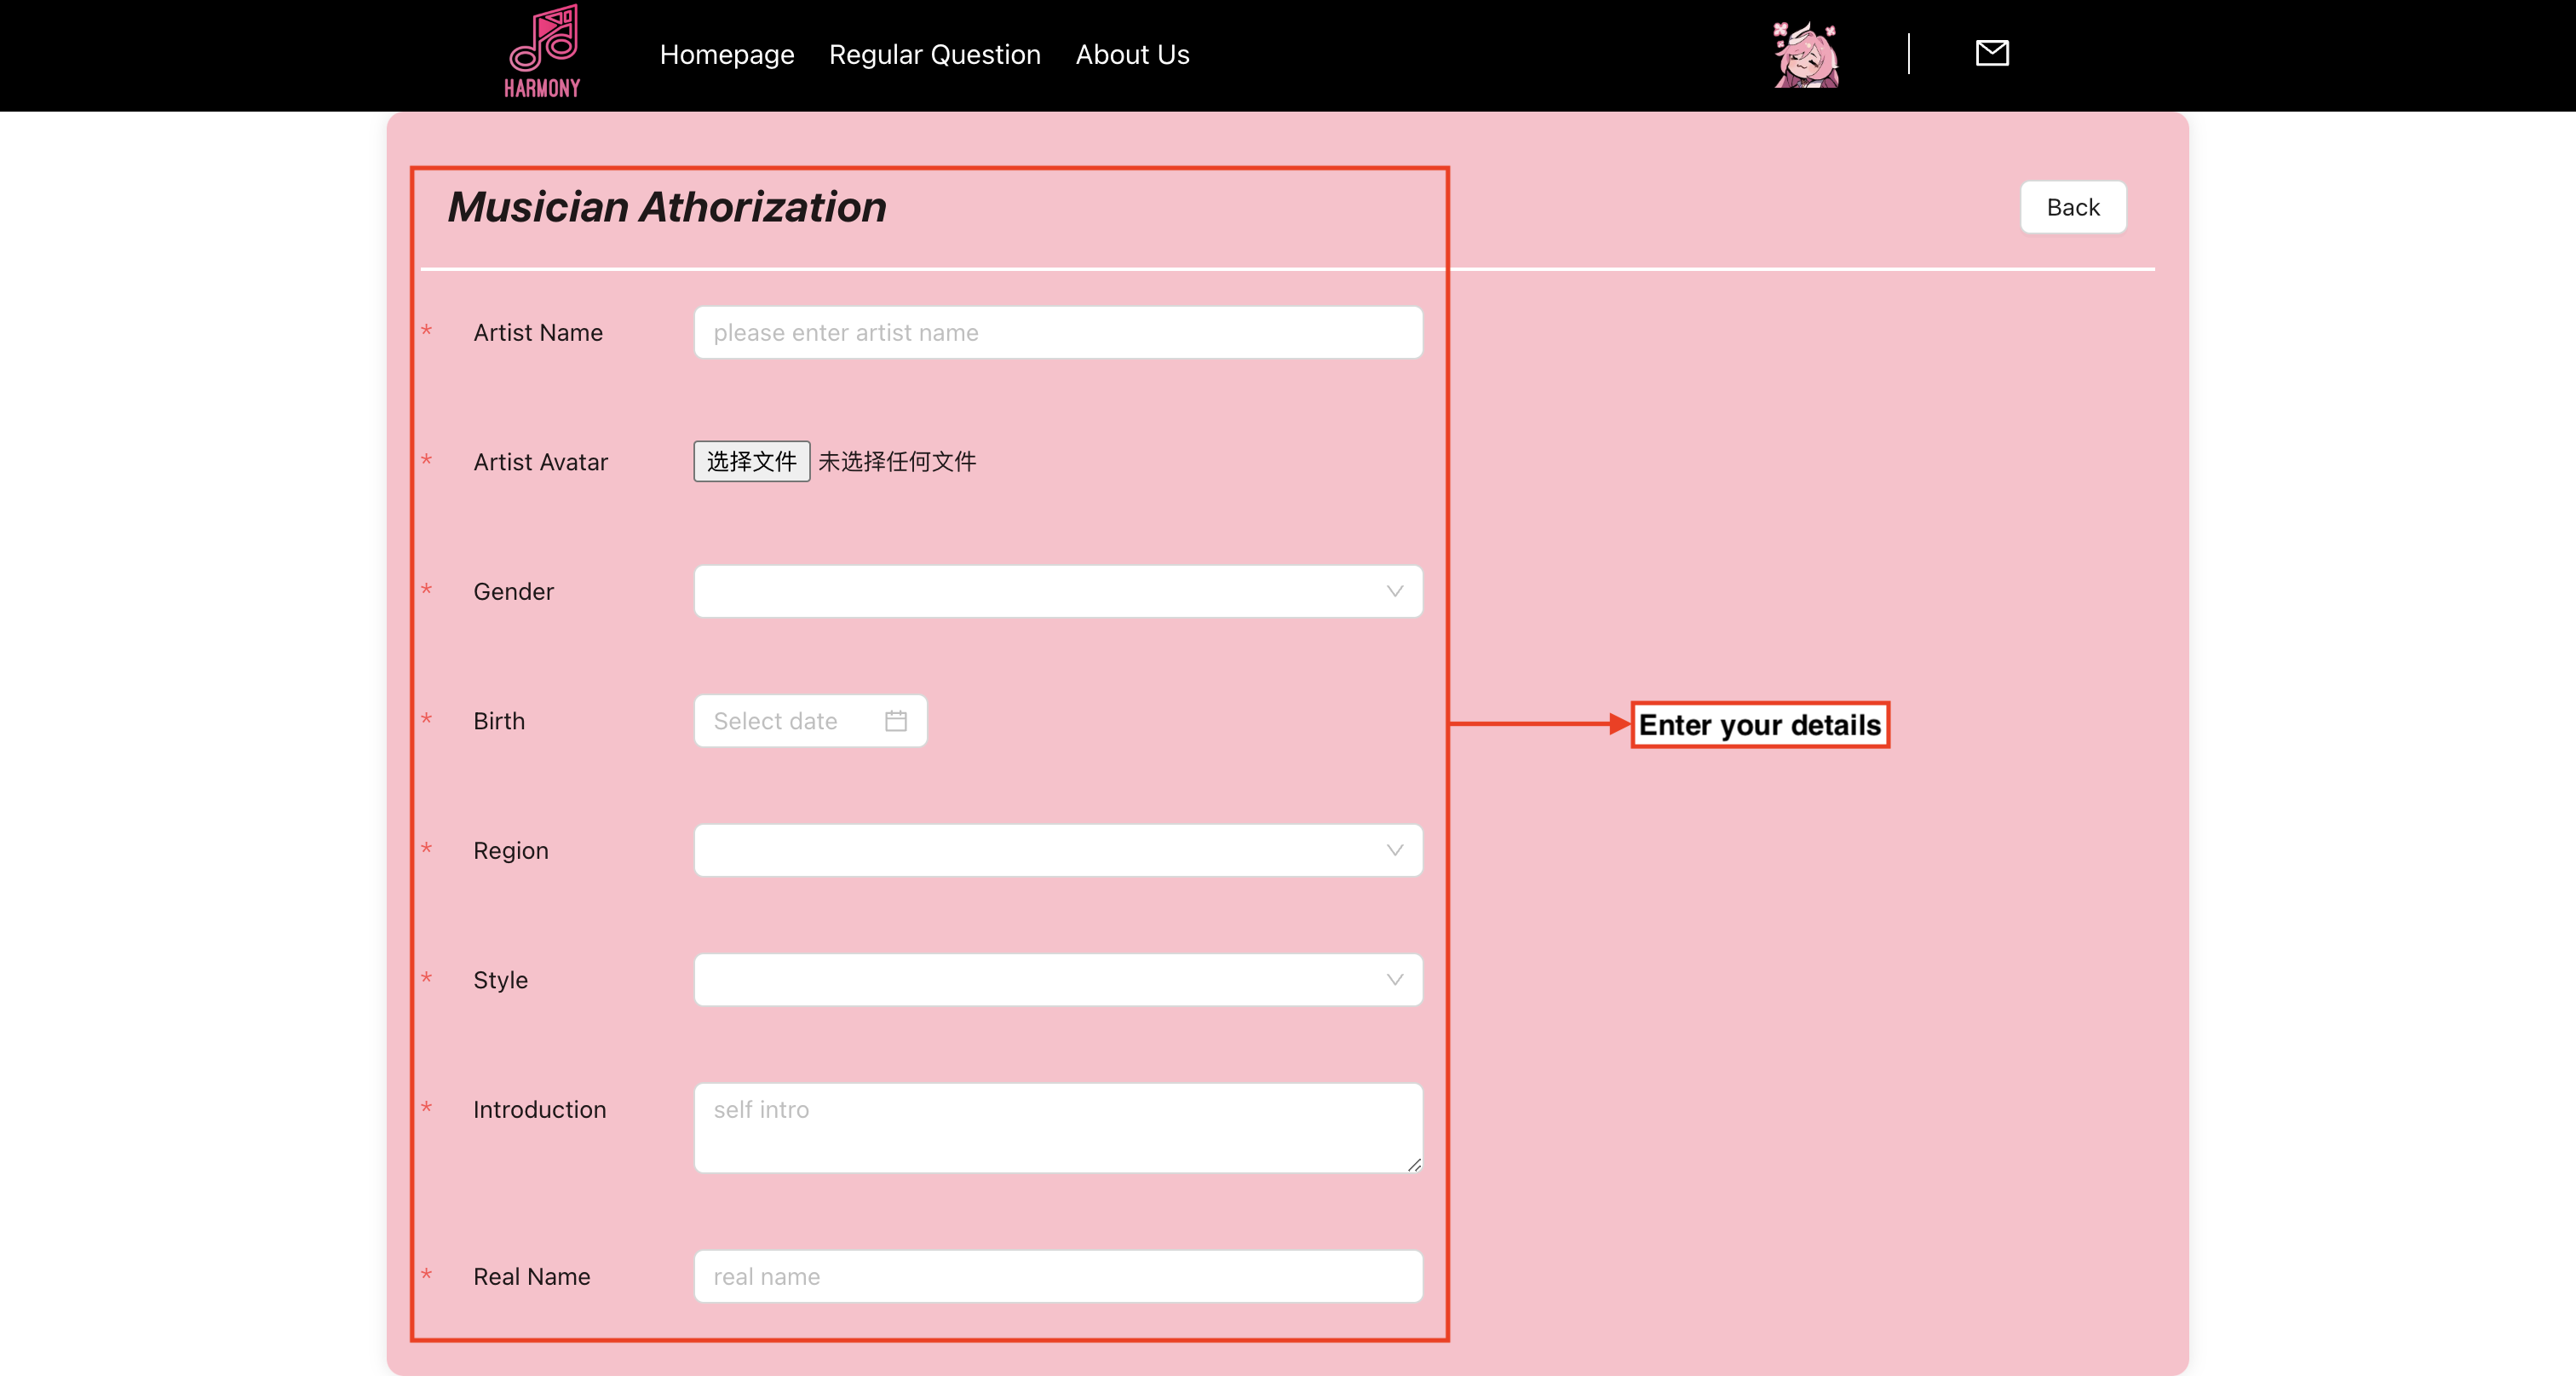 HARMONY
Homepage Regular Question About Us
Musician Athorization
Back
* Artist Name please enter artist name
* Artist Avatar 选择文件 未选择任何文件
* Gender
* Birth Select date
Enter your details
* Region
* Style
* Introduction self intro
* Real Name real name